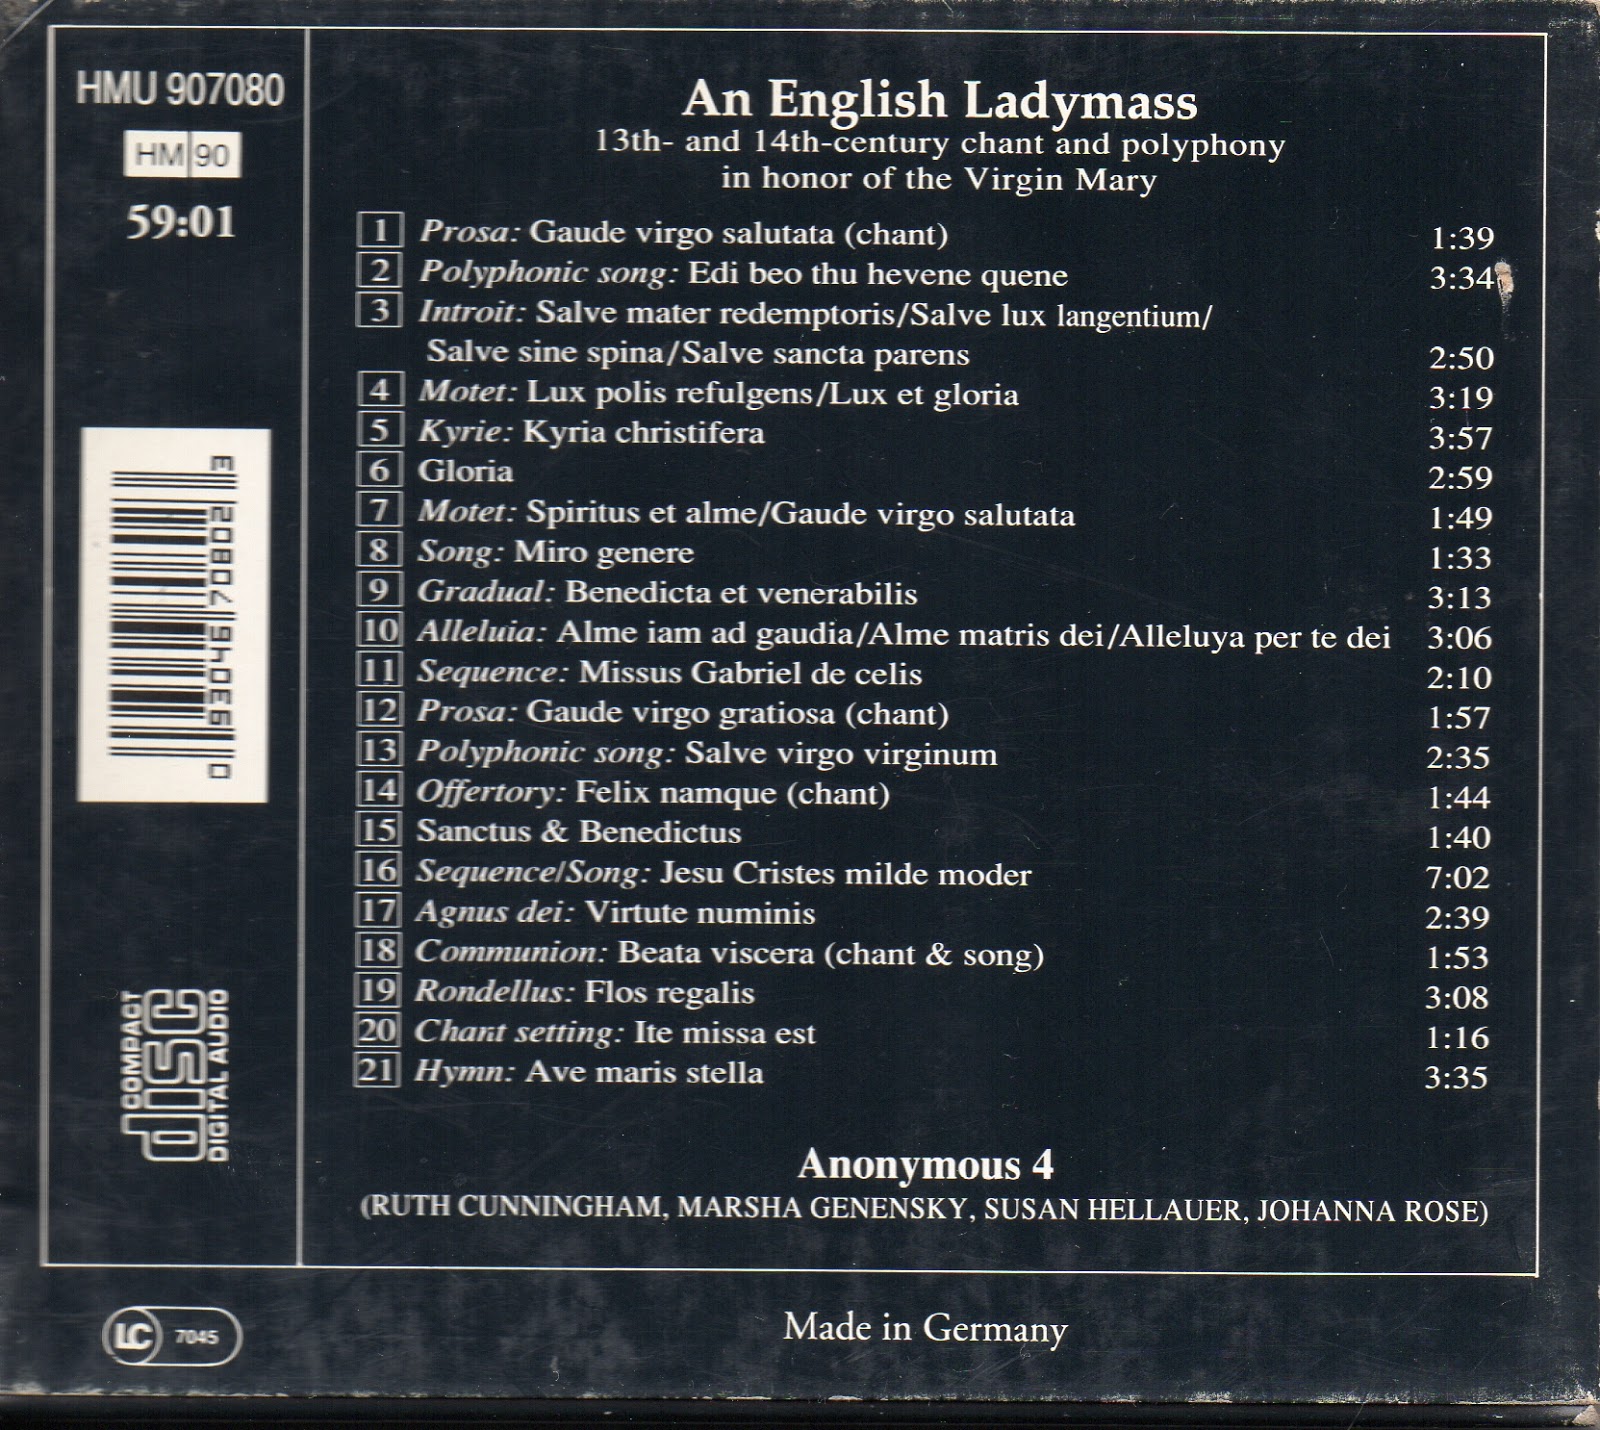 HMU 907080
HM 90
59:01
An English Ladymass
13th- and 14th-century chant and polyphony
in honor of the Virgin Mary
1 Prosa: Gaude virgo salutata (chant) 1:39
2 Polyphonic song: Edi beo thu hevene quene 3:34
3 Introit: Salve mater redemptoris/Salve lux langentium/
Salve sine spina/Salve sancta parens 2:50
4 Motet: Lux polis refulgens/Lux et gloria 3:19
5 Kyrie: Kyria christifera 3:57
6 Gloria 2:59
7 Motet: Spiritus et alme/Gaude virgo salutata 1:49
8 Song: Miro genere 1:33
9 Gradual: Benedicta et venerabilis 3:13
10 Alleluia: Alme iam ad gaudia/Alme matris dei/Alleluya per te dei 3:06
11 Sequence: Missus Gabriel de celis 2:10
12 Prosa: Gaude virgo gratiosa (chant) 1:57
13 Polyphonic song: Salve virgo virginum 2:35
14 Offertory: Felix namque (chant) 1:44
15 Sanctus & Benedictus 1:40
16 Sequence/Song: Jesu Cristes milde moder 7:02
17 Agnus dei: Virtute numinis 2:39
18 Communion: Beata viscera (chant & song) 1:53
19 Rondellus: Flos regalis 3:08
20 Chant setting: Ite missa est 1:16
21 Hymn: Ave maris stella 3:35
Anonymous 4
(RUTH CUNNINGHAM, MARSHA GENENSKY, SUSAN HELLAUER, JOHANNA ROSE)
0 93046 70802 3
COMPACT
disc
DIGITAL AUDIO
LC 7045
Made in Germany